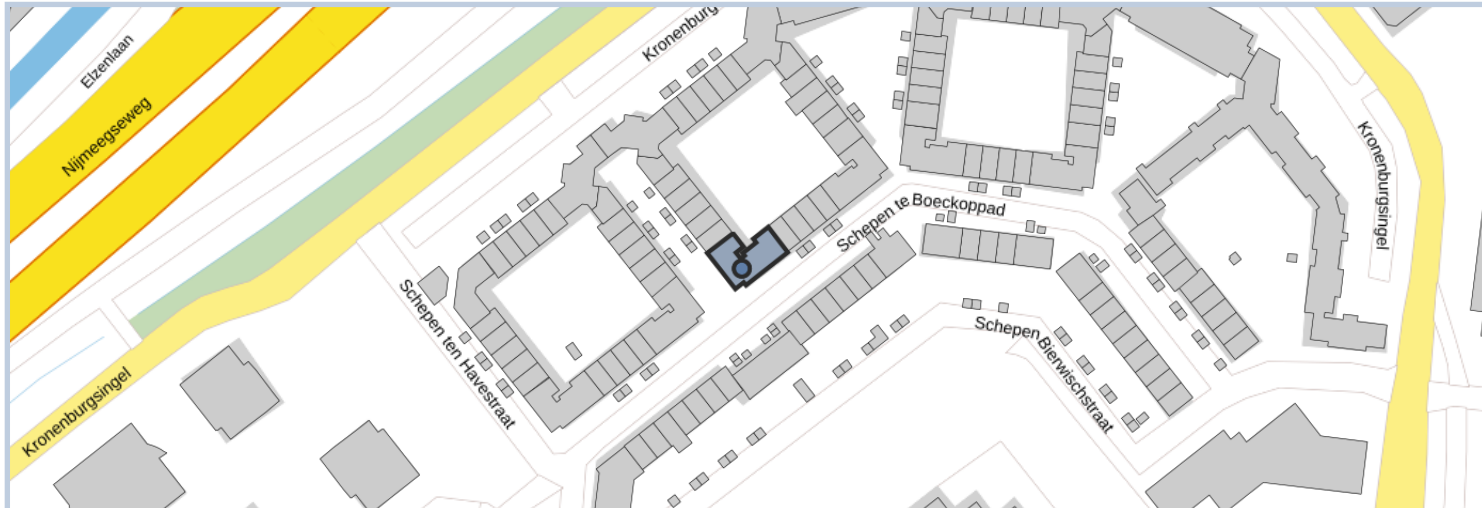 Elzenlaan
Nijmeegseweg
Kronenburg
Kronenburgsingel
Schepen te
Boeckoppad
Schepen ten Havestraat
Schepen
Bierwischstraat
Kronenburgsingel